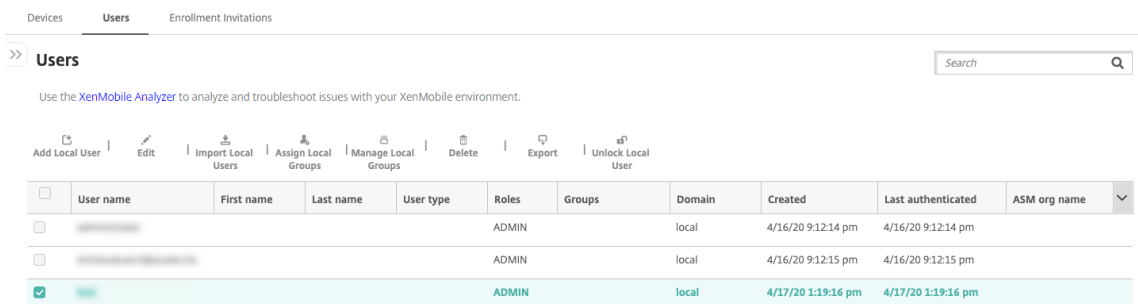 Devices Users Enrollment Invitations
Users
Search
Use the XenMobile Analyzer to analyze and troubleshoot issues with your XenMobile environment.
Add Local User | Edit | Import Local Users | Assign Local Groups | Manage Local Groups | Delete | Export | Unlock Local User
User name First name Last name User type Roles Groups Domain Created Last authenticated ASM org name
ADMIN local 4/16/20 9:12:14 pm 4/16/20 9:12:14 pm
ADMIN local 4/16/20 9:12:15 pm 4/16/20 9:12:15 pm
ADMIN local 4/17/20 1:19:16 pm 4/17/20 1:19:16 pm